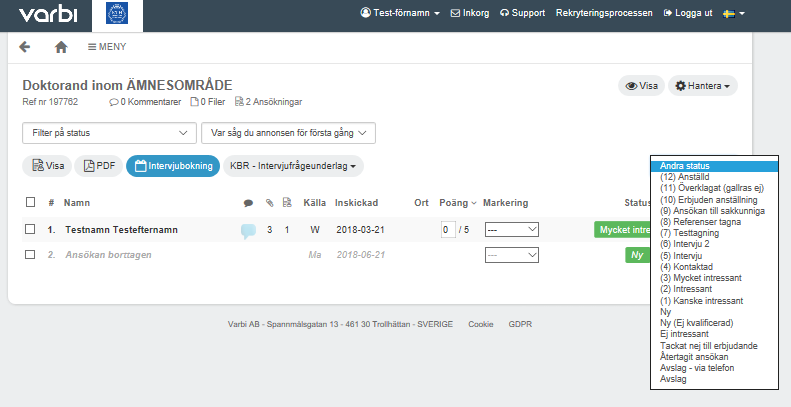 varbi Test-förnamn Inkorg Support Rekryteringsprocessen Logga ut
MENY
Doktorand inom ÄMNESOMRÅDE Visa Hantera
Ref nr 197762 0 Kommentarer 0 Filer 2 Ansökningar
Filter på status Var såg du annonsen för första gång
Visa PDF Intervjubokning KBR - Intervjufrågeunderlag
# Namn Källa Inskickad Ort Poäng Markering Status
1. Testnamn Testefternamn 3 1 W 2018-03-21 0 / 5 --- Mycket intre
2. Ansökan borttagen Ma 2018-06-21 --- Ny
Ändra status
(12) Anställd
(11) Överklagat (gallras ej)
(10) Erbjuden anställning
(9) Ansökan till sakkunniga
(8) Referenser tagna
(7) Testtagning
(6) Intervju 2
(5) Intervju
(4) Kontaktad
(3) Mycket intressant
(2) Intressant
(1) Kanske intressant
Ny
Ny (Ej kvalificerad)
Ej intressant
Tackat nej till erbjudande
Återtagit ansökan
Avslag - via telefon
Avslag
Varbi AB - Spannmålsgatan 13 - 461 30 Trollhättan - SVERIGE Cookie GDPR